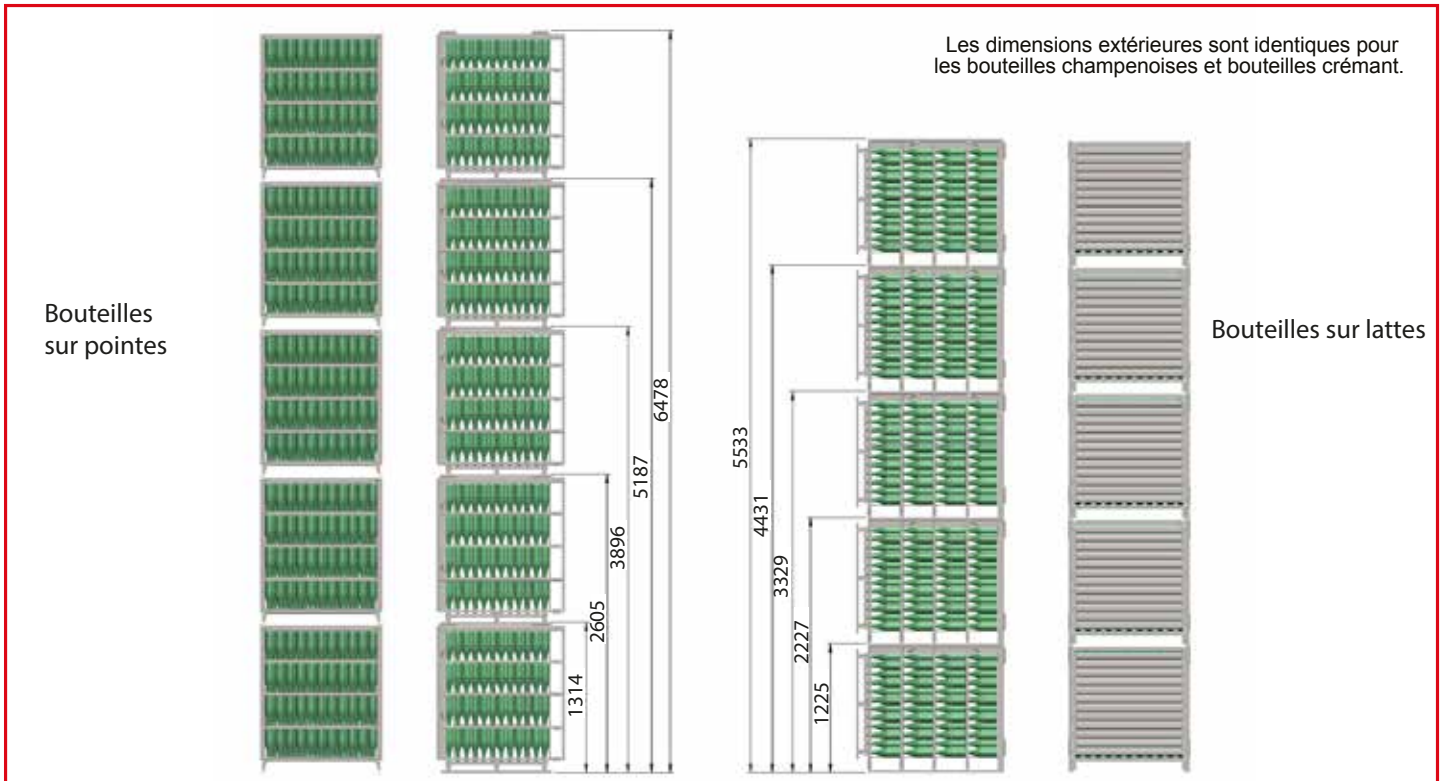 Les dimensions extérieures sont identiques pour
les bouteilles champenoises et bouteilles crémant.
Bouteilles
sur pointes
6478
5187
3896
2605
1314
5533
4431
3329
2227
1225
Bouteilles sur lattes